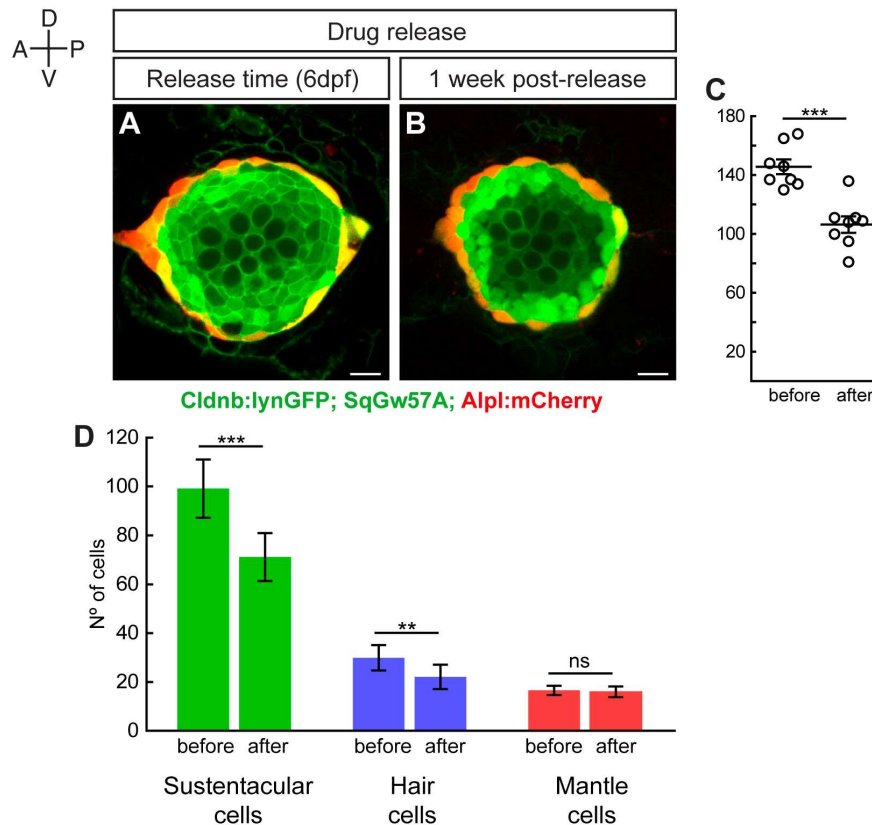 D
A P
V
Drug release
Release time (6dpf)
1 week post-release
A
B
C
180
140
100
60
20
***
before after
Cldnb:lynGFP; SqGw57A; Alpl:mCherry
D
Nº of cells
120
100
80
60
40
20
0
***
**
ns
before after
before after
before after
Sustentacular
cells
Hair
cells
Mantle
cells